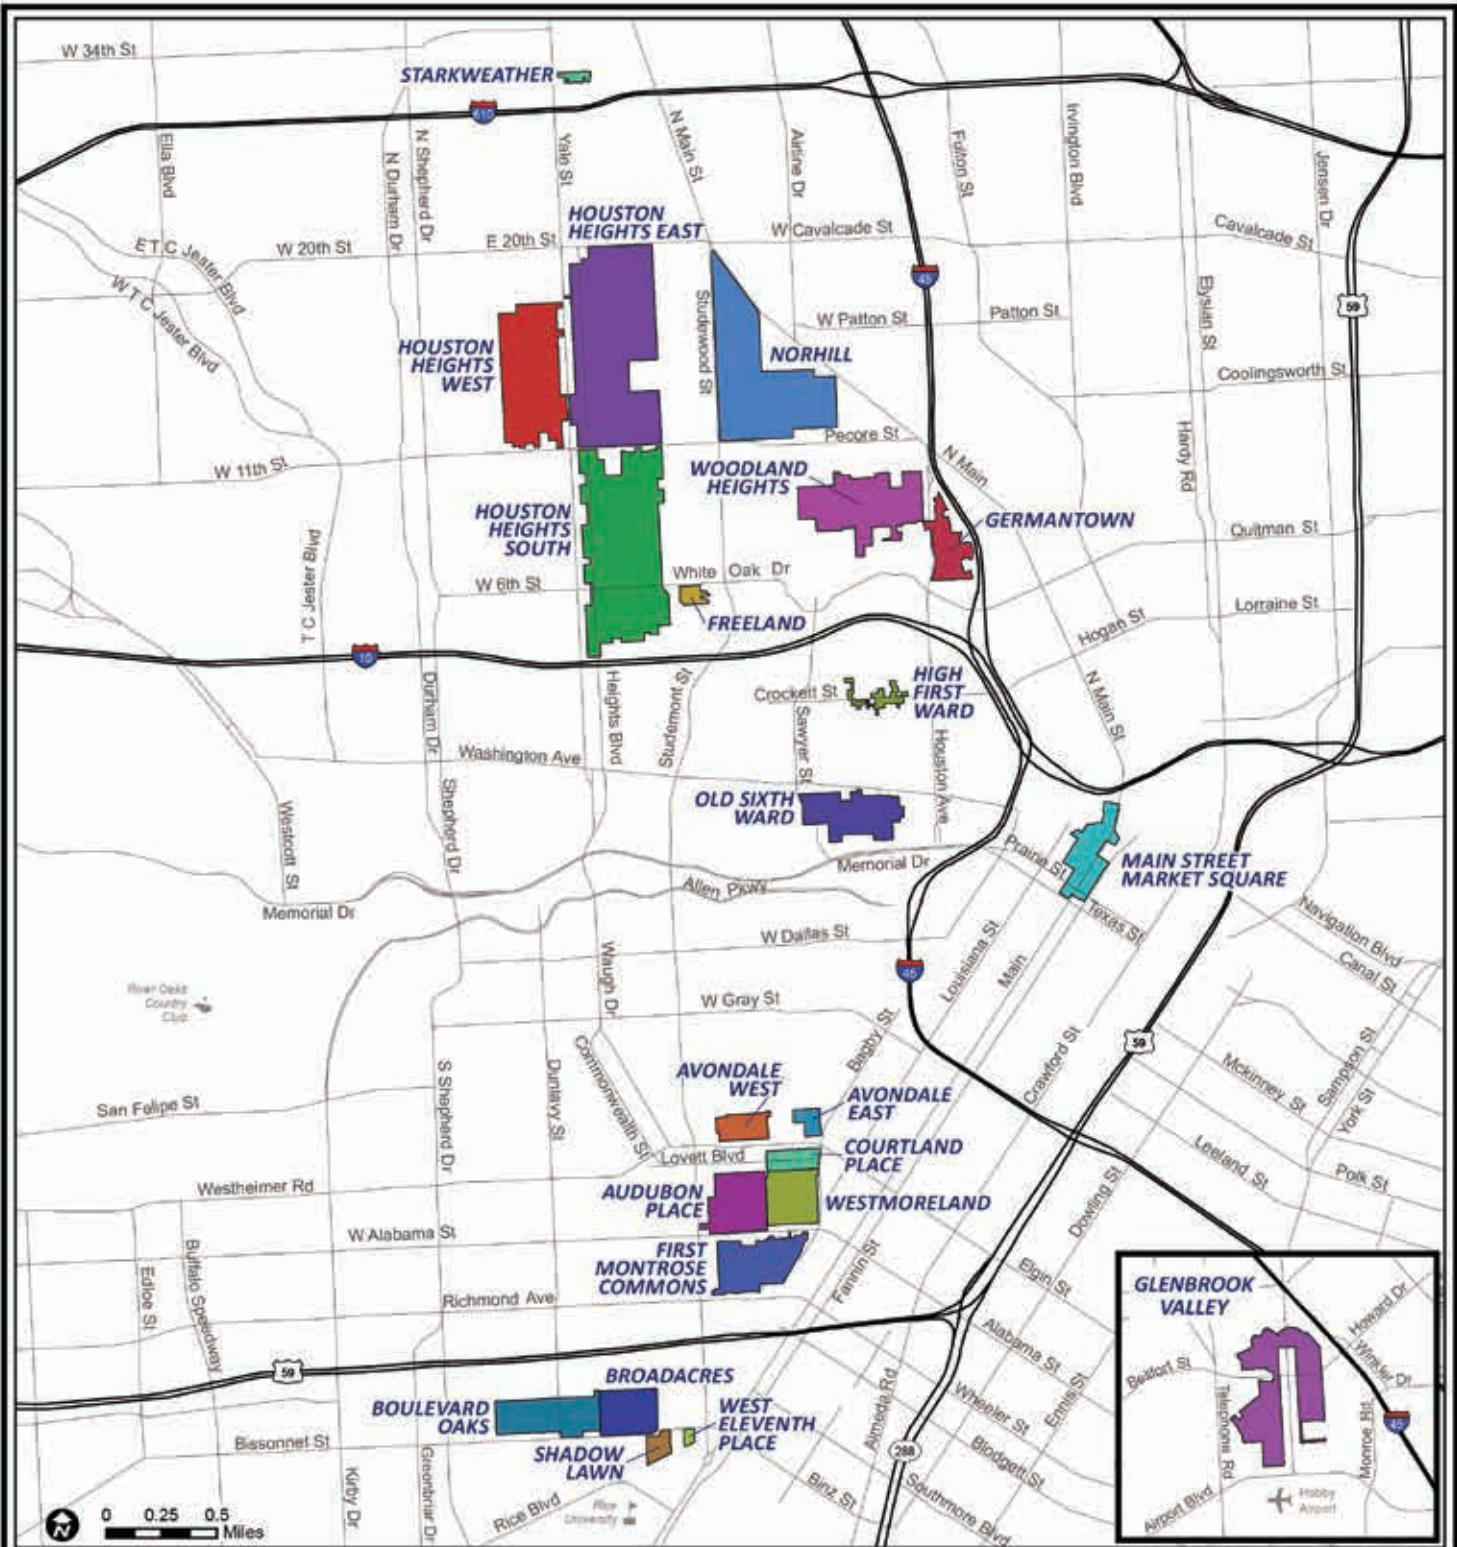 W 34th St
STARKWEATHER
610
Ella Blvd
N Durham Dr
N Shepherd Dr
Yale St
N Main St
Airline Dr
Fulton St
Irvington Blvd
Jensen Dr
HOUSTON
HEIGHTS EAST
E T C Jester Blvd
W 20th St
E 20th St
W Cavalcade St
Cavalcade St
W T C Jester Blvd
45
59
Studewood St
W Patton St
Patton St
Elysian St
HOUSTON
HEIGHTS
WEST
NORHILL
Coolingsworth St
Pecore St
Hardy Rd
W 11th St
WOODLAND
HEIGHTS
N Main
HOUSTON
HEIGHTS
SOUTH
GERMANTOWN
Quitman St
T C Jester Blvd
W 6th St
White Oak Dr
FREELAND
Hogan St
Lorraine St
10
Durham Dr
Heights Blvd
Studemont St
Crockett St
HIGH
FIRST
WARD
Sawyer St
Houston Ave
N Main St
Washington Ave
Westcott St
Shepherd Dr
OLD SIXTH
WARD
Memorial Dr
Prairie St
MAIN STREET
MARKET SQUARE
Allen Pkwy
Memorial Dr
Texas St
Navigation Blvd
Canal St
W Dallas St
Louisiana St
Main
45
River Oaks
Country
Club
Waugh Dr
W Gray St
Bagby St
Crawford St
59
Commonwealth St
Dunlavy St
S Shepherd Dr
AVONDALE
WEST
AVONDALE
EAST
Mckinney St
Sampson St
York St
San Felipe St
Lovett Blvd
COURTLAND
PLACE
Leeland St
Polk St
Westheimer Rd
AUDUBON
PLACE
WESTMORELAND
Dowling St
W Alabama St
FIRST
MONTROSE
COMMONS
Fannin St
Elgin St
Edloe St
Buffalo Speedway
Richmond Ave
Alabama St
59
BROADACRES
BOULEVARD
OAKS
WEST
ELEVENTH
PLACE
Almeda Rd
Wheeler St
Ennis St
Bissonnet St
SHADOW
LAWN
288
Blodgett St
Kirby Dr
Greenbriar Dr
Rice Blvd
Rice
University
Binz St
Southmore Blvd
N
0 0.25 0.5
Miles
GLENBROOK
VALLEY
Howard Dr
Winkler Dr
Bellfort St
Telephone Rd
Monroe Rd
45
Airport Blvd
Hobby
Airport